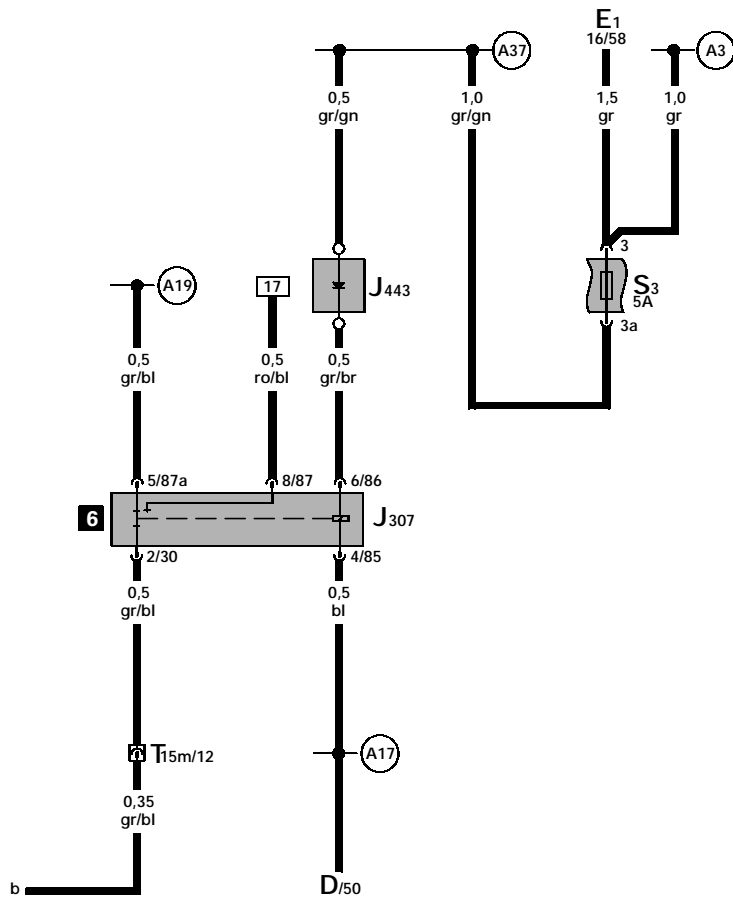 E1
16/58
A37
A3
0,5
gr/gn
1,0
gr/gn
1,5
gr
1,0
gr
3
A19
17
J443
S3
5A
3a
0,5
gr/bl
0,5
ro/bl
0,5
gr/br
5/87a
8/87
6/86
6
J307
2/30
4/85
0,5
gr/bl
0,5
bl
T15m/12
A17
0,35
gr/bl
b
D/50